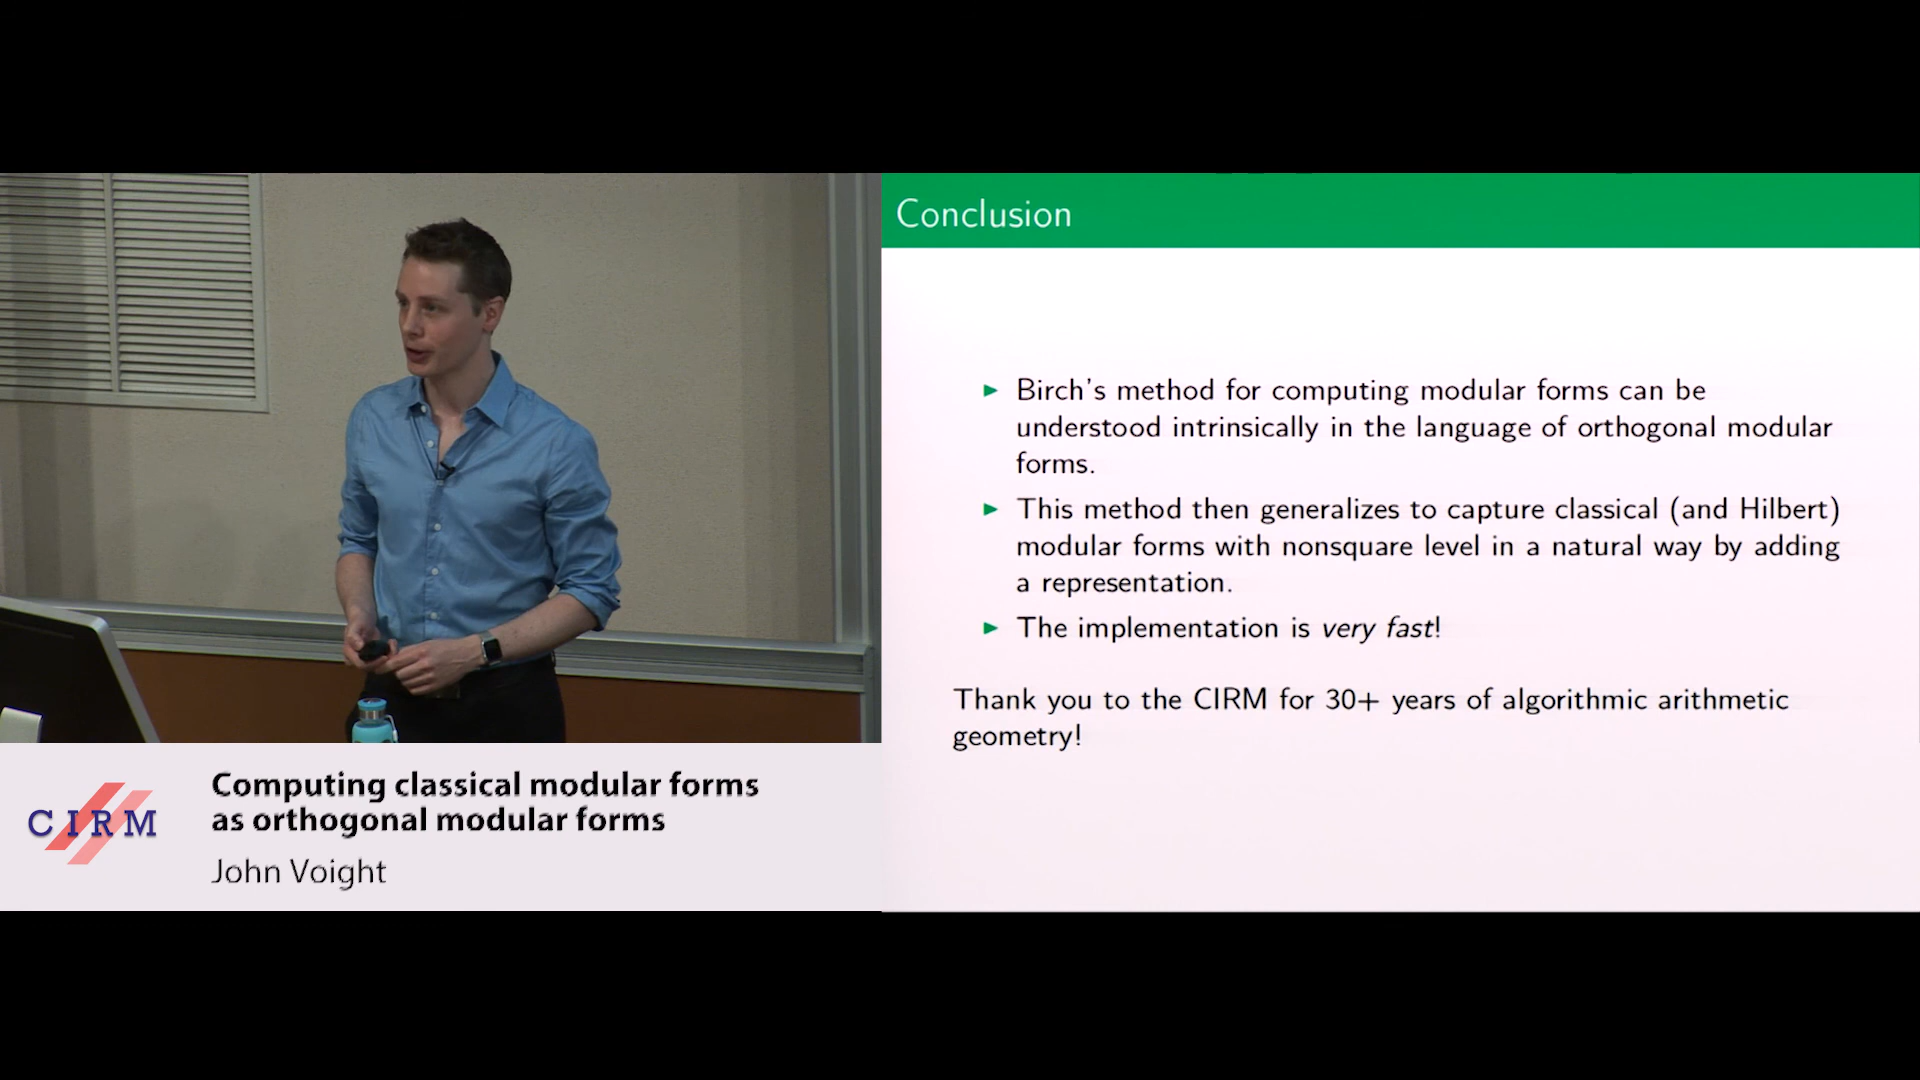 Conclusion
▶ Birch's method for computing modular forms can be
understood intrinsically in the language of orthogonal modular
forms.
▶ This method then generalizes to capture classical (and Hilbert)
modular forms with nonsquare level in a natural way by adding
a representation.
▶ The implementation is very fast!
Thank you to the CIRM for 30+ years of algorithmic arithmetic
geometry!
CIRM
Computing classical modular forms
as orthogonal modular forms
John Voight